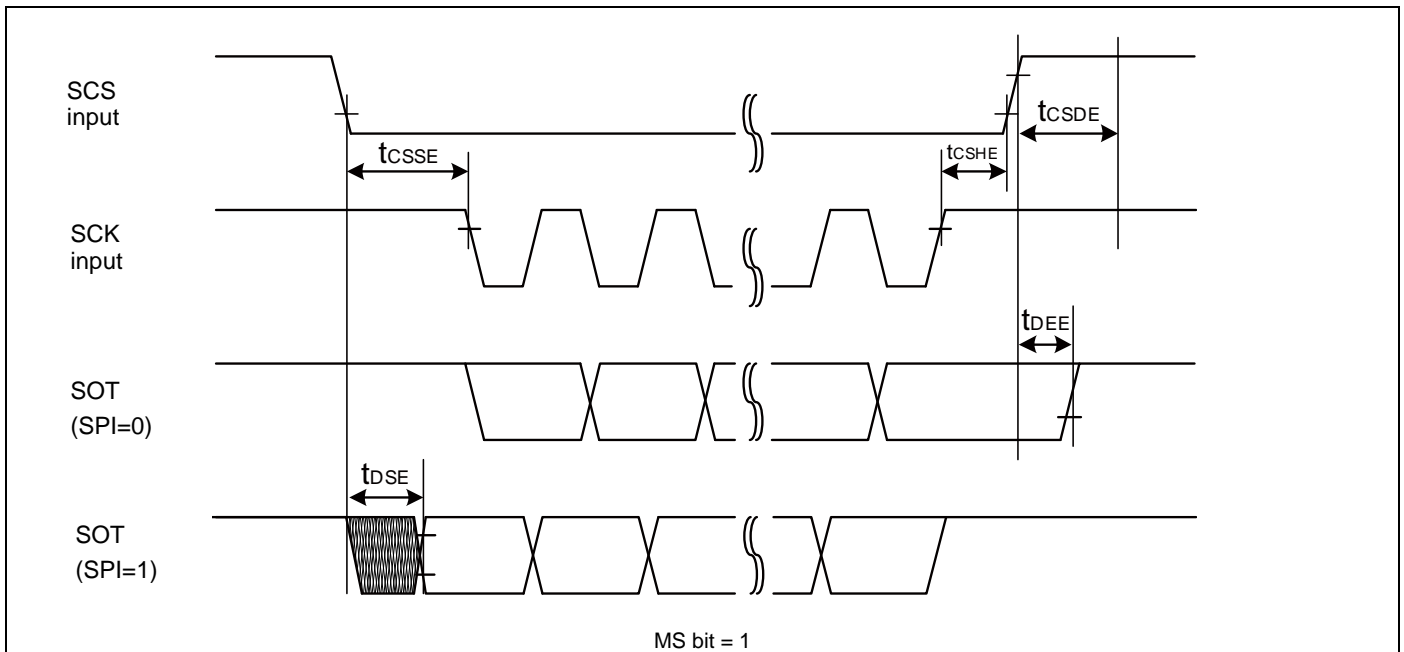 SCS
input
tCSDE
tCSSE
tCSHE
SCK
input
tDEE
SOT
(SPI=0)
tDSE
SOT
(SPI=1)
MS bit = 1